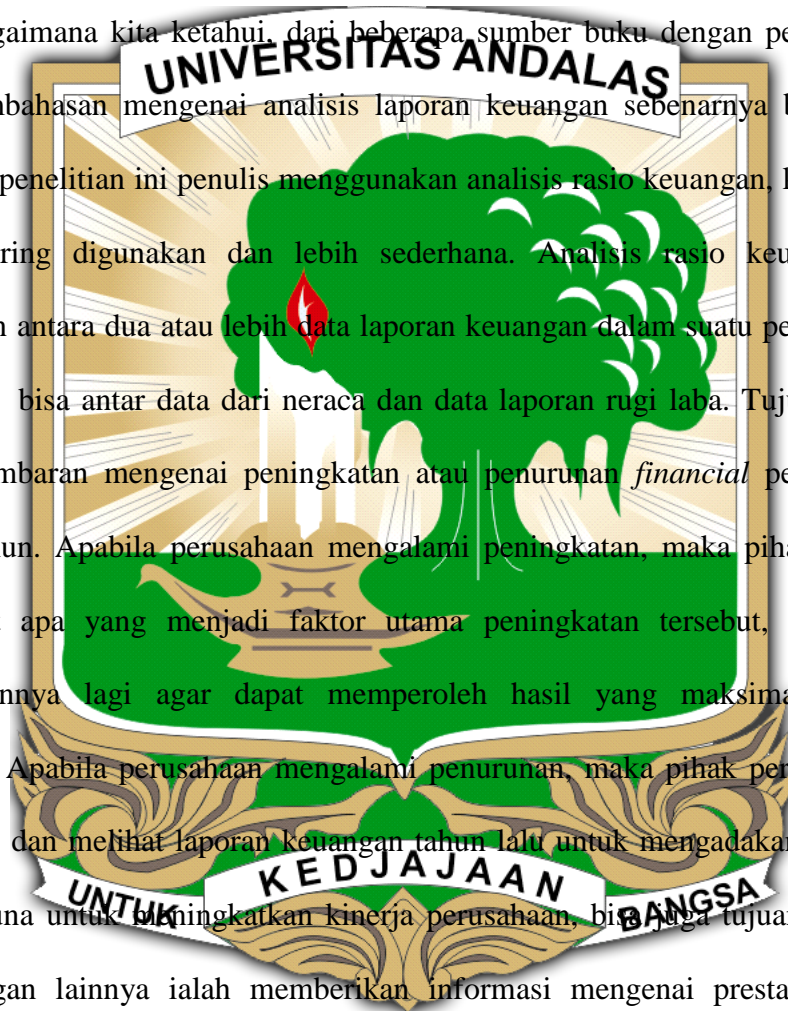 gaimana kita ketahui, dari beberapa sumber buku dengan pe
UNIVERSITAS ANDALAS
mbahasan mengenai analisis laporan keuangan sebenarnya b
penelitian ini penulis menggunakan analisis rasio keuangan,
ring digunakan dan lebih sederhana. Analisis rasio keu
n antara dua atau lebih data laporan keuangan dalam suatu pe
bisa antar data dari neraca dan data laporan rugi laba. Tuj
mbaran mengenai peningkatan atau penurunan financial pe
un. Apabila perusahaan mengalami peningkatan, maka piha
apa yang menjadi faktor utama peningkatan tersebut,
nnya lagi agar dapat memperoleh hasil yang maksima
Apabila perusahaan mengalami penurunan, maka pihak per
dan melihat laporan keuangan tahun lalu untuk mengadakan
UNTUK KEDJAJAAN BANGSA
una untuk meningkatkan kinerja perusahaan, bisa juga tujuan
gan lainnya ialah memberikan informasi mengenai presta